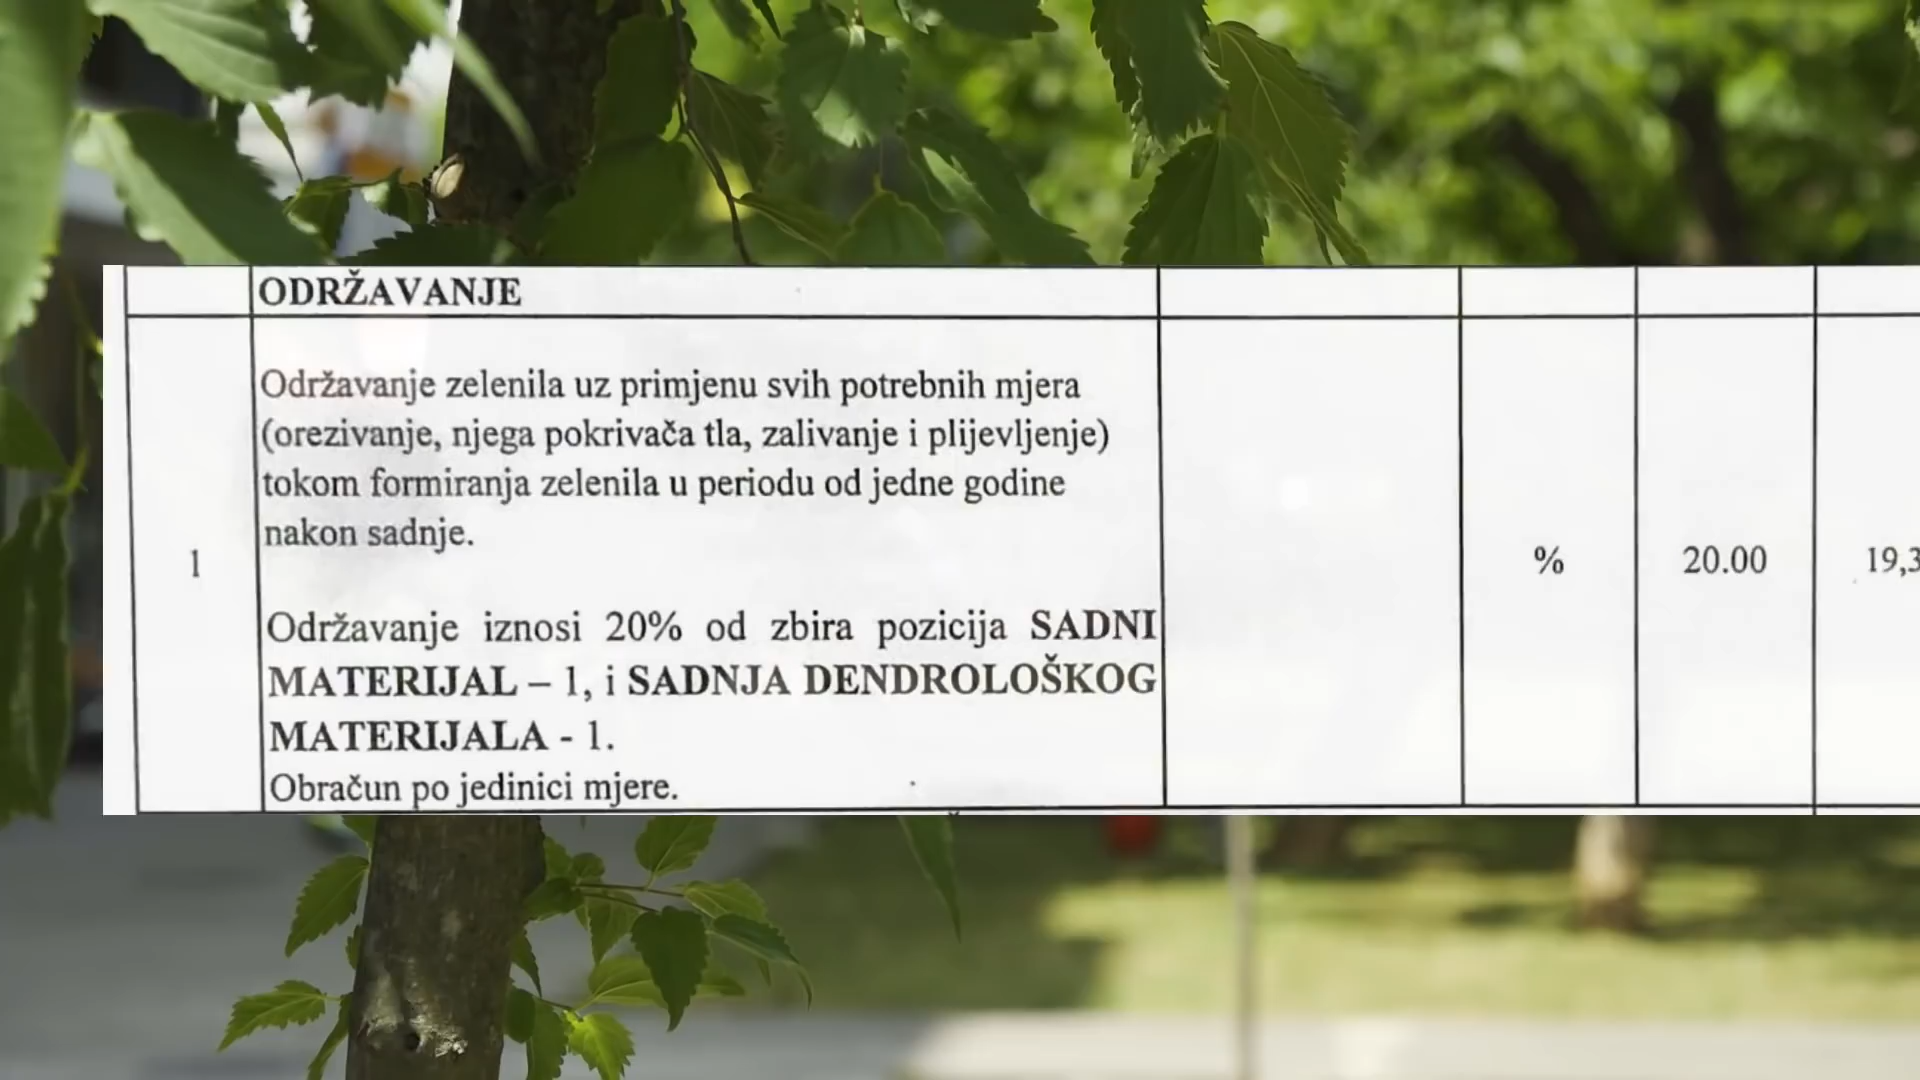 ODRŽAVANJE
Održavanje zelenila uz primjenu svih potrebnih mjera
(orezivanje, njega pokrivača tla, zalivanje i plijevljenje)
tokom formiranja zelenila u periodu od jedne godine
nakon sadnje.
1 % 20.00 19,3
Održavanje iznosi 20% od zbira pozicija SADNI
MATERIJAL – 1, i SADNJA DENDROLOŠKOG
MATERIJALA - 1.
Obračun po jedinici mjere.